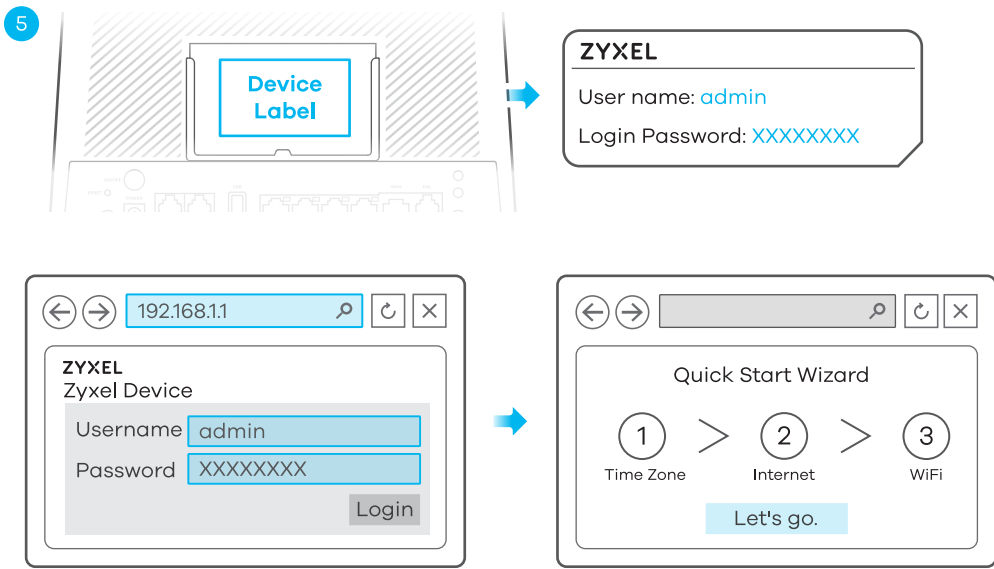 5
Device
Label
ZYXEL
User name: admin
Login Password: XXXXXXXX
192.168.1.1
ZYXEL
Zyxel Device
Username admin
Password XXXXXXXX
Login
Quick Start Wizard
1 > 2 > 3
Time Zone Internet WiFi
Let's go.